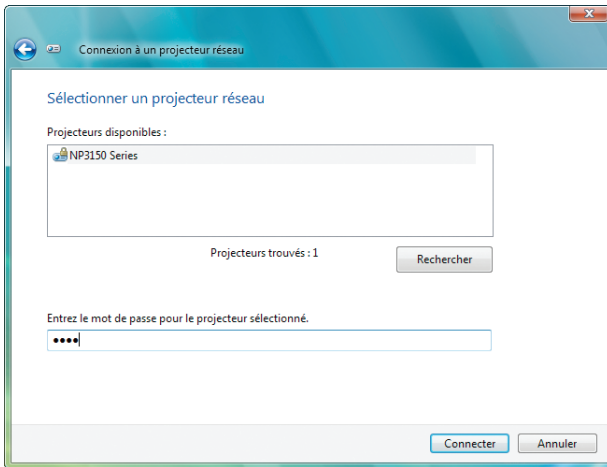 Connexion à un projecteur réseau
Sélectionner un projecteur réseau
Projecteurs disponibles :
NP3150 Series
Projecteurs trouvés : 1
Rechercher
Entrez le mot de passe pour le projecteur sélectionné.
••••
Connecter Annuler